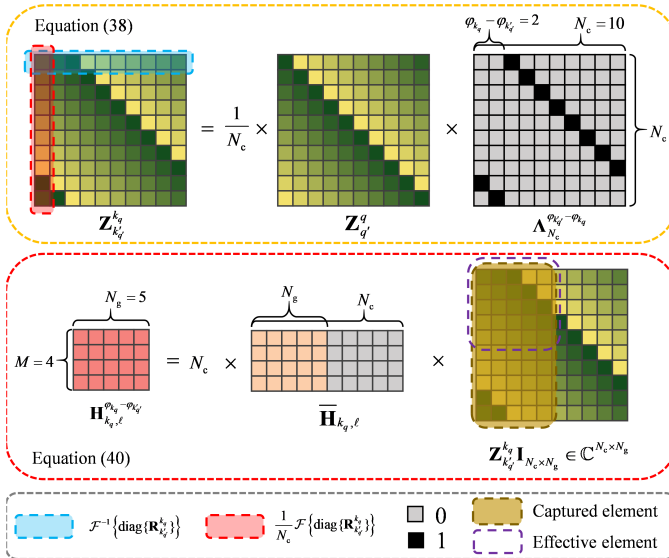 Equation (38)
φ_{k_q} − φ_{k'_{q'}} = 2
N_c = 10
= 1/N_c ×
×
N_c
Z^{k_q}_{k'_{q'}}
Z^{q}_{q'}
Λ^{φ_{k'_{q'}} − φ_{k_q}}_{N_c}
N_g = 5
N_g
N_c
M = 4
= N_c ×
×
H^{φ_{k_q} − φ_{k'_{q'}}}_{k_q, ℓ}
H̄_{k_q, ℓ}
Z^{k_q}_{k'_{q'}} I_{N_c × N_g} ∈ ℂ^{N_c × N_g}
Equation (40)
ℱ^{−1}{diag{R^{k_q}_{k'_{q'}}}}
1/N_c ℱ{diag{R^{k_q}_{k'_{q'}}}}
0
1
Captured element
Effective element